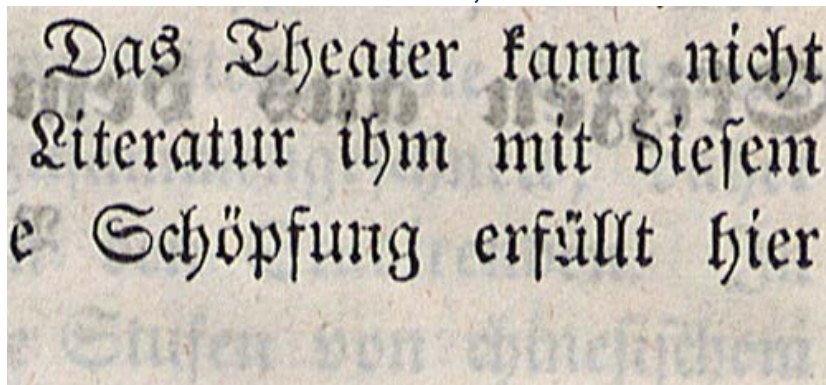 Das Theater kann nicht
Literatur ihm mit dieſem
e Schöpfung erfüllt hier